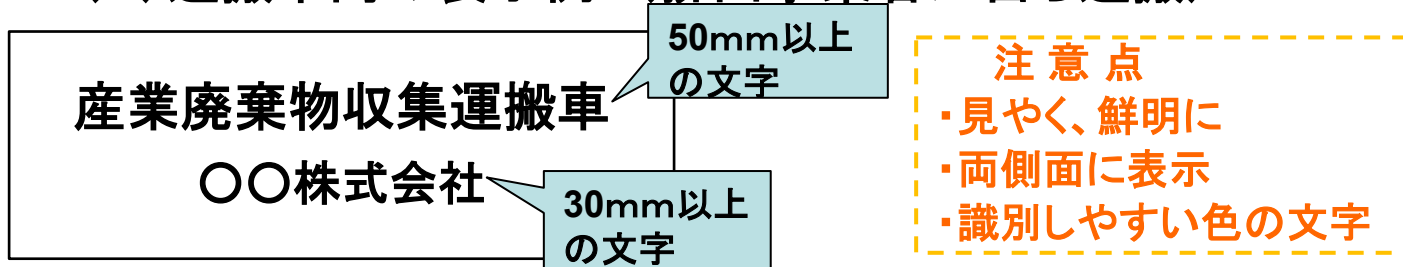 50mm以上
の文字
産業廃棄物収集運搬車
〇〇株式会社
30mm以上
の文字
注 意 点
・見やく、鮮明に
・両側面に表示
・識別しやすい色の文字